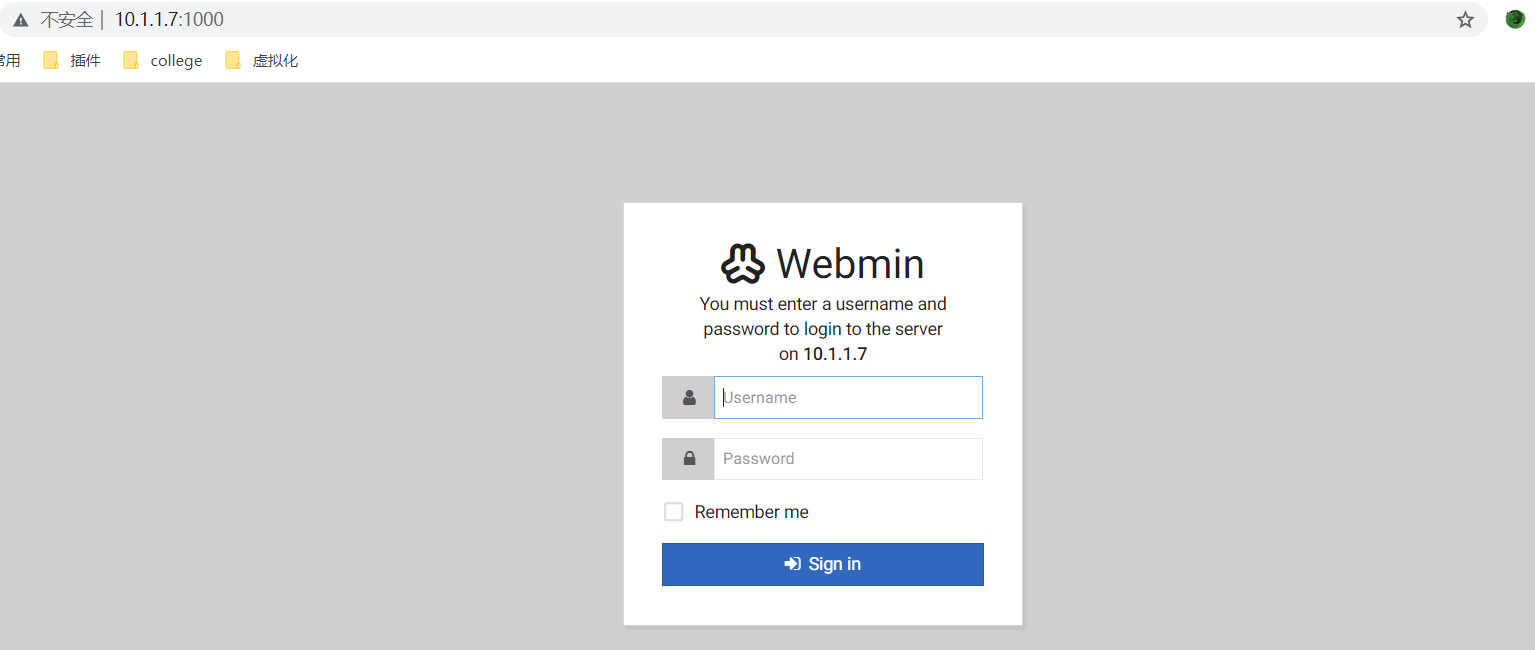 不安全 | 10.1.1.7:1000
常用 插件 college 虚拟化
Webmin
You must enter a username and
password to login to the server
on 10.1.1.7
Username
Password
Remember me
Sign in